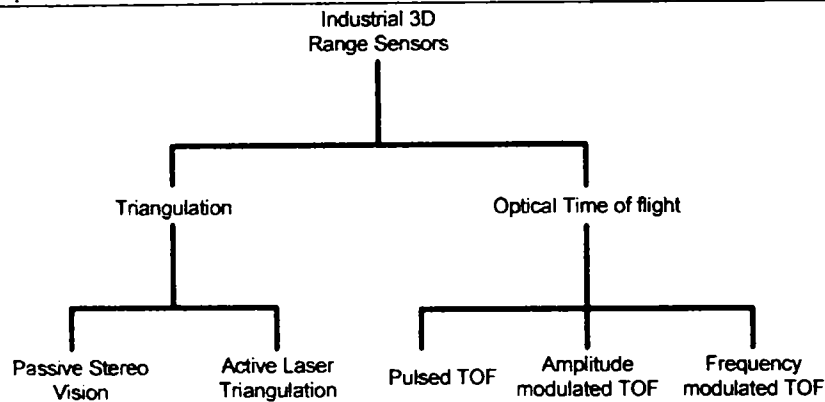 Industrial 3D
Range Sensors
Triangulation
Optical Time of flight
Passive Stereo
Vision
Active Laser
Triangulation
Pulsed TOF
Amplitude
modulated TOF
Frequency
modulated TOF